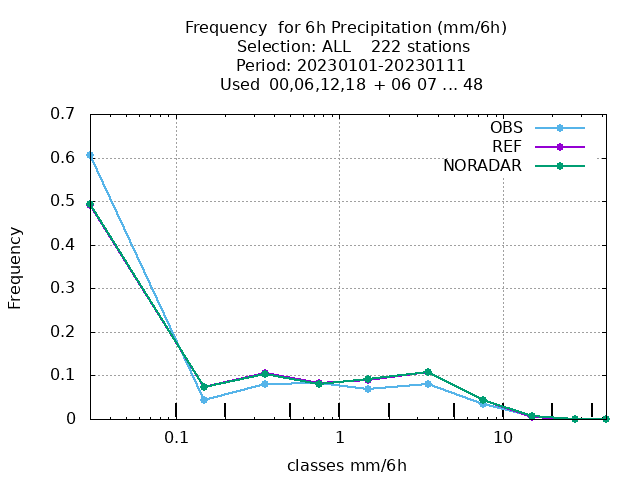 Frequency  for 6h Precipitation (mm/6h)
Selection: ALL    222 stations
Period: 20230101-20230111
Used  00,06,12,18  + 06 07 ... 48
OBS
REF
NORADAR
0.7
0.6
0.5
0.4
0.3
0.2
0.1
0
Frequency
0.1
1
10
classes mm/6h